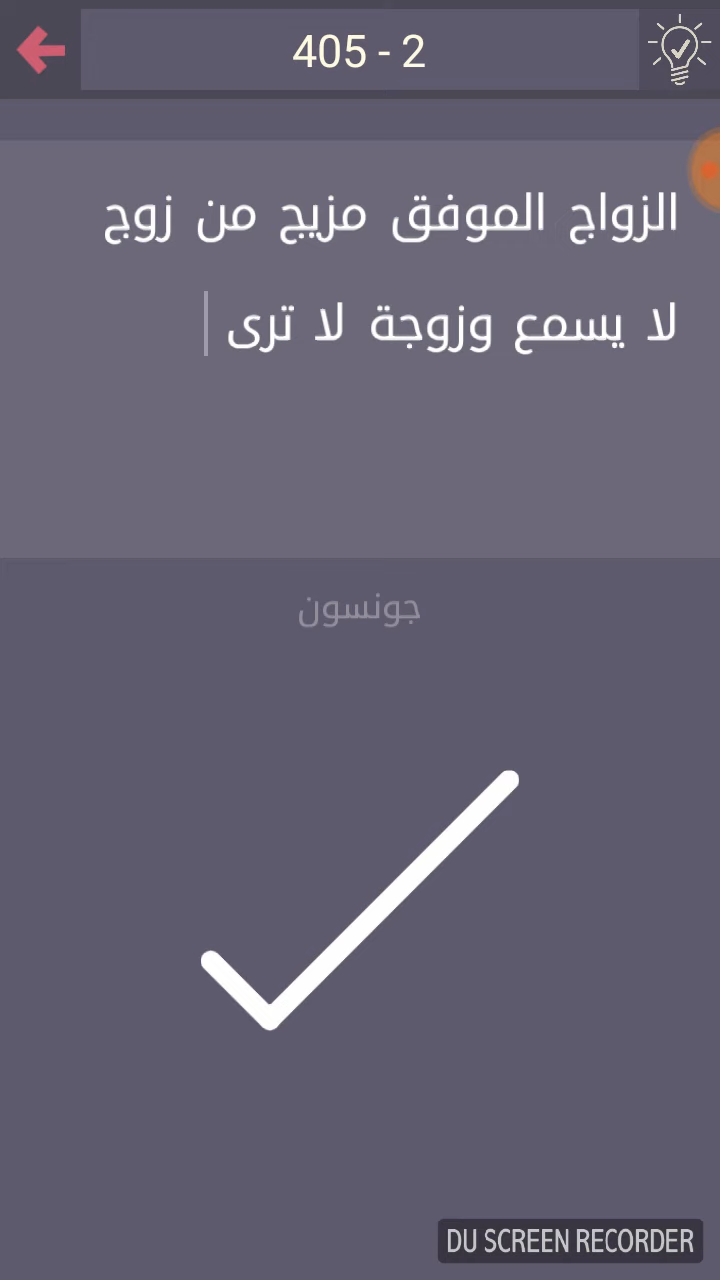 405 - 2
الزواج الموفق مزيج من زوج
لا يسمع وزوجة لا ترى
جونسون
DU SCREEN RECORDER